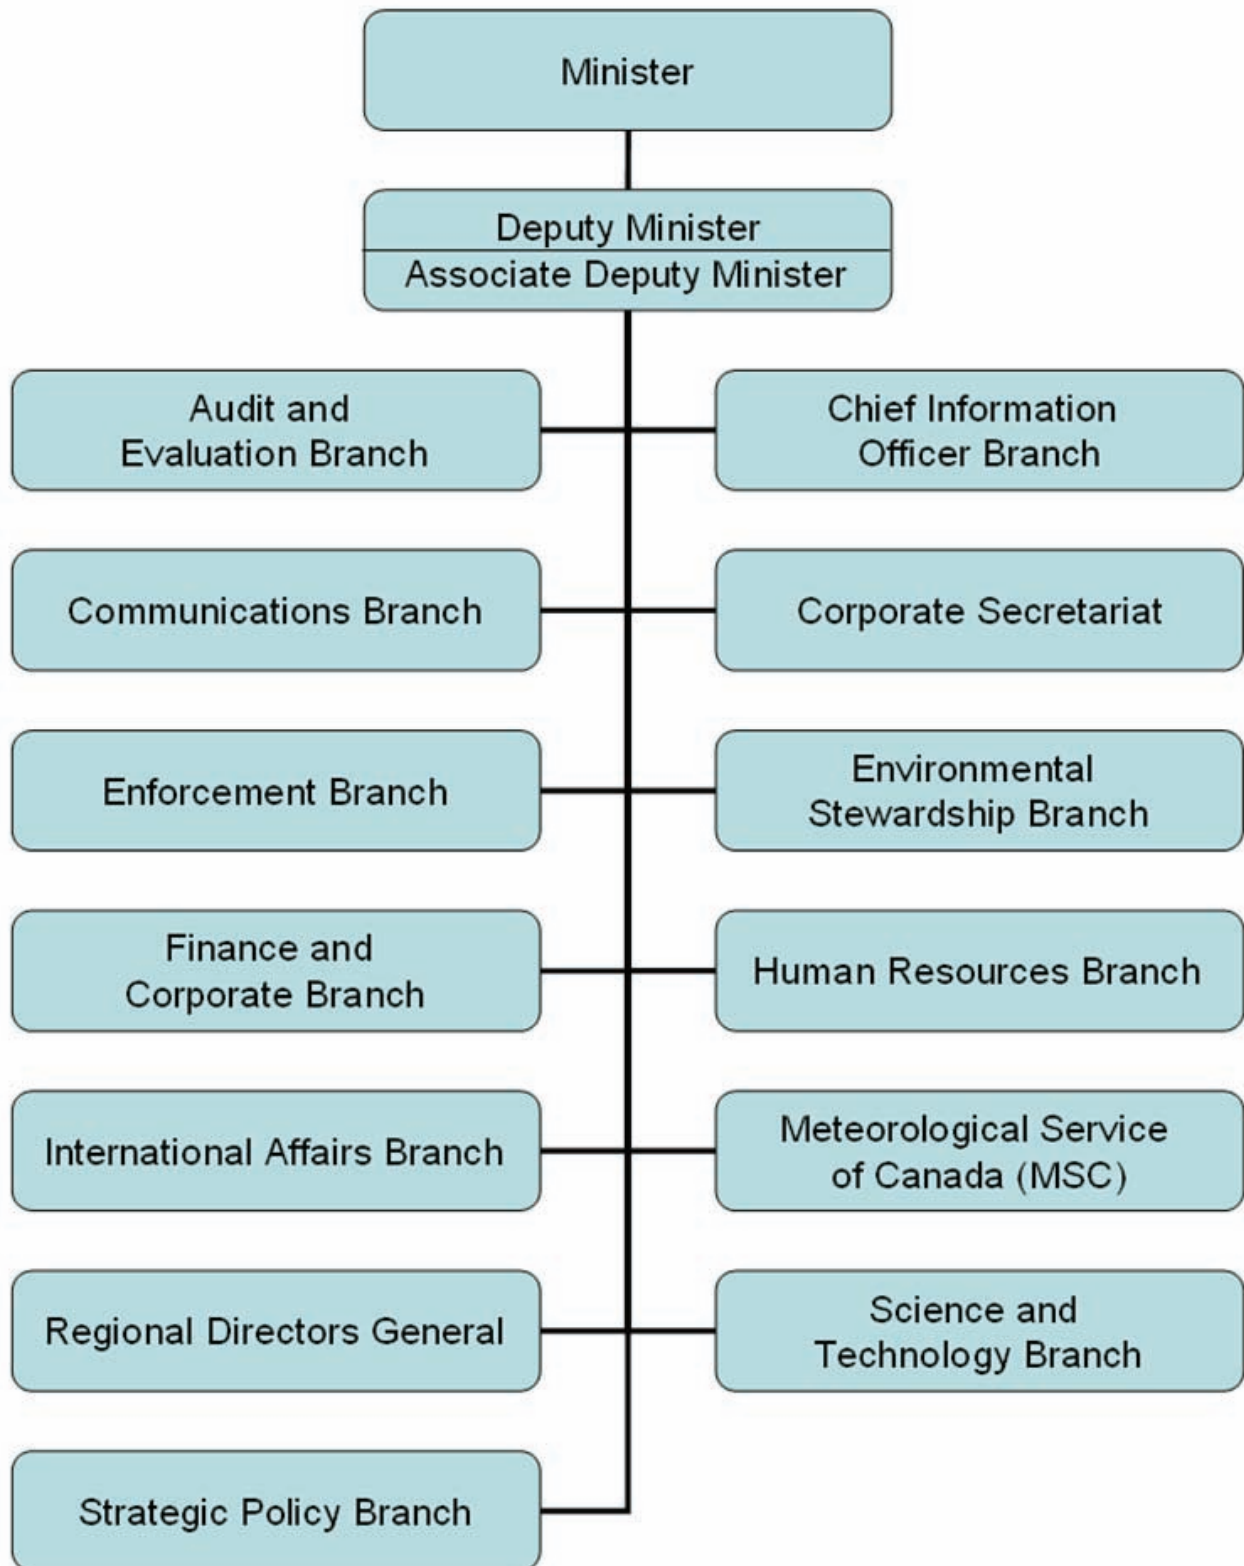 Minister
Deputy Minister
Associate Deputy Minister
Audit and
Evaluation Branch
Chief Information
Officer Branch
Communications Branch
Corporate Secretariat
Enforcement Branch
Environmental
Stewardship Branch
Finance and
Corporate Branch
Human Resources Branch
International Affairs Branch
Meteorological Service
of Canada (MSC)
Regional Directors General
Science and
Technology Branch
Strategic Policy Branch